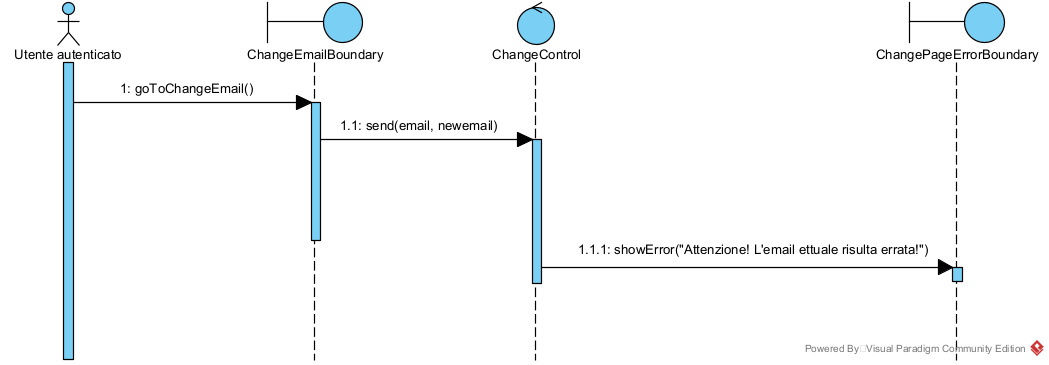 Utente autenticato
ChangeEmailBoundary
ChangeControl
ChangePageErrorBoundary
1: goToChangeEmail()
1.1: send(email, newemail)
1.1.1: showError("Attenzione! L'email ettuale risulta errata!")
Powered By Visual Paradigm Community Edition